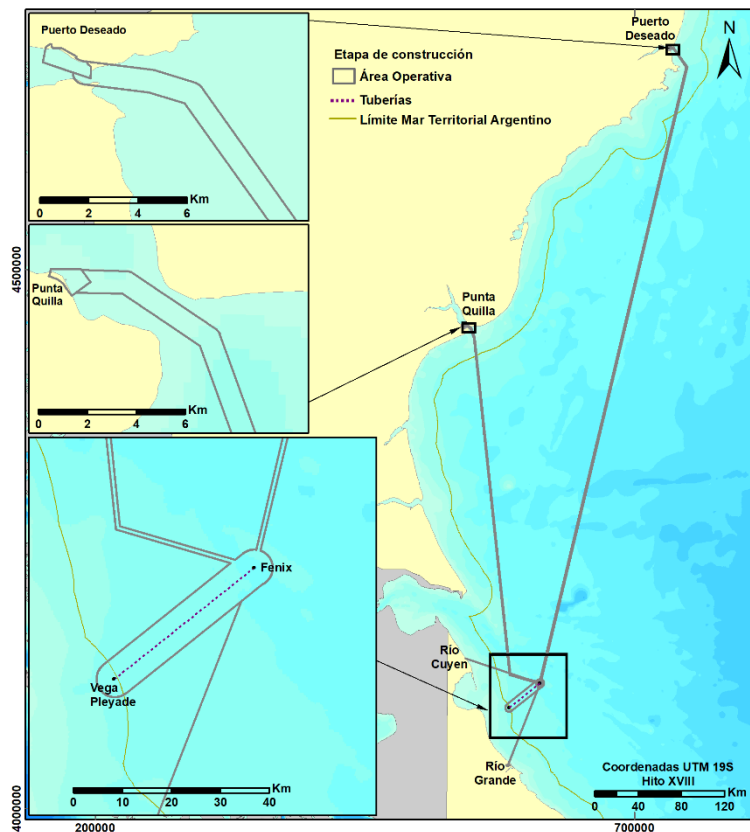 Puerto Deseado
0 2 4 6 Km
Punta
Quilla
0 2 4 6 Km
Fenix
Vega
Pleyade
0 10 20 30 40 Km
Etapa de construcción
Área Operativa
Tuberías
Límite Mar Territorial Argentino
Puerto
Deseado
N
Punta
Quilla
Río
Cuyen
Río
Grande
Coordenadas UTM 19S
Hito XVIII
0 20 40 80 120 Km
4500000
4000000
200000
700000